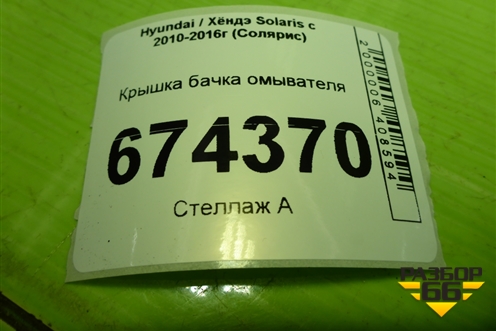 Hyundai / Хёндэ Solaris с
2010-2016г (Солярис)
Крышка бачка омывателя
674370
Стеллаж А
2000006408594
РАЗБОР
66